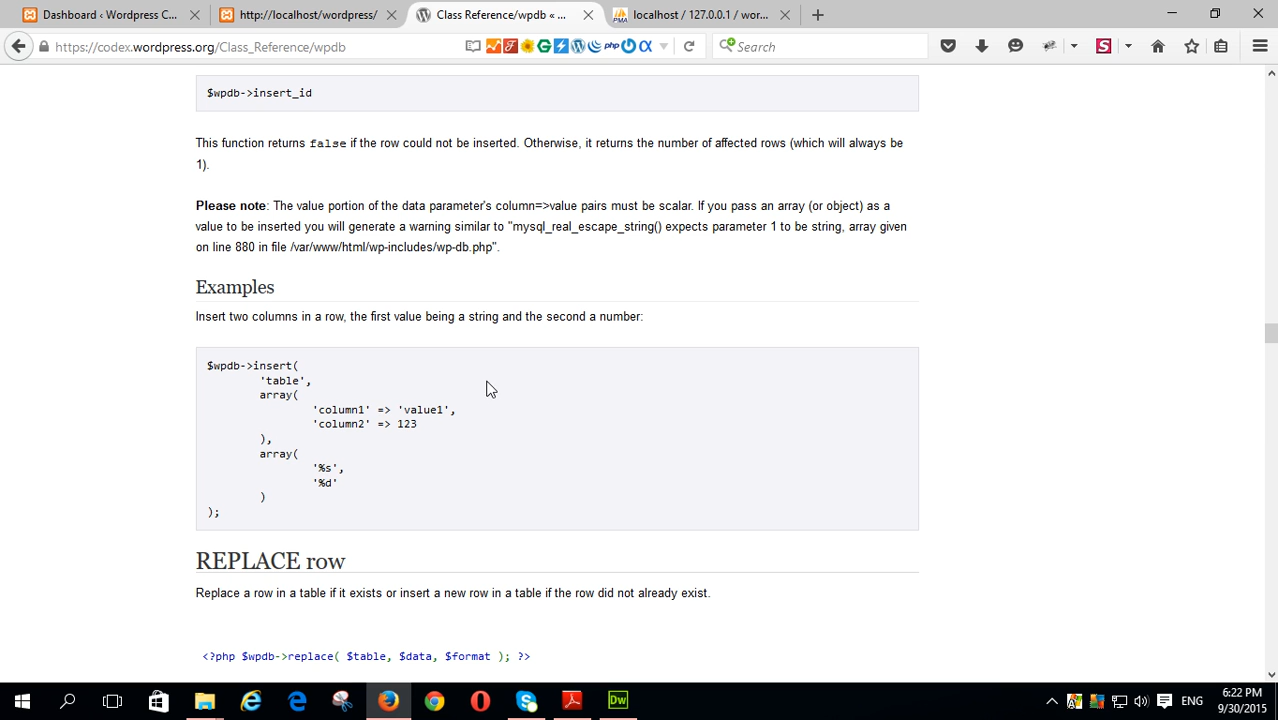 Dashboard ‹ Wordpress C...
http://localhost/wordpress/
Class Reference/wpdb « ...
localhost / 127.0.0.1 / wor...
https://codex.wordpress.org/Class_Reference/wpdb
php
Search
$wpdb->insert_id
This function returns false if the row could not be inserted. Otherwise, it returns the number of affected rows (which will always be
1).
Please note: The value portion of the data parameter's column=>value pairs must be scalar. If you pass an array (or object) as a
value to be inserted you will generate a warning similar to "mysql_real_escape_string() expects parameter 1 to be string, array given
on line 880 in file /var/www/html/wp-includes/wp-db.php".
Examples
Insert two columns in a row, the first value being a string and the second a number:
$wpdb->insert(
'table',
array(
'column1' => 'value1',
'column2' => 123
),
array(
'%s',
'%d'
)
);
REPLACE row
Replace a row in a table if it exists or insert a new row in a table if the row did not already exist.
<?php $wpdb->replace( $table, $data, $format ); ?>
Dw
ENG
6:22 PM
9/30/2015